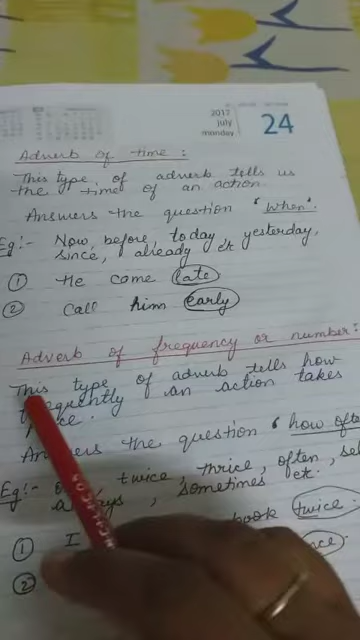 2017
july
monday
24
Adverb of time:
This type of adverb tells us
the time of an action.
Answers the question "When".
Eg:- Now, before, today, yesterday,
since, already etc
① He come late
② Call him early
Adverb of frequency or number:
This type of adverb tells how
frequently an action takes
Answers the question "how often
Eg:- twice, thrice, often,
sometimes etc.
① I book twice
②